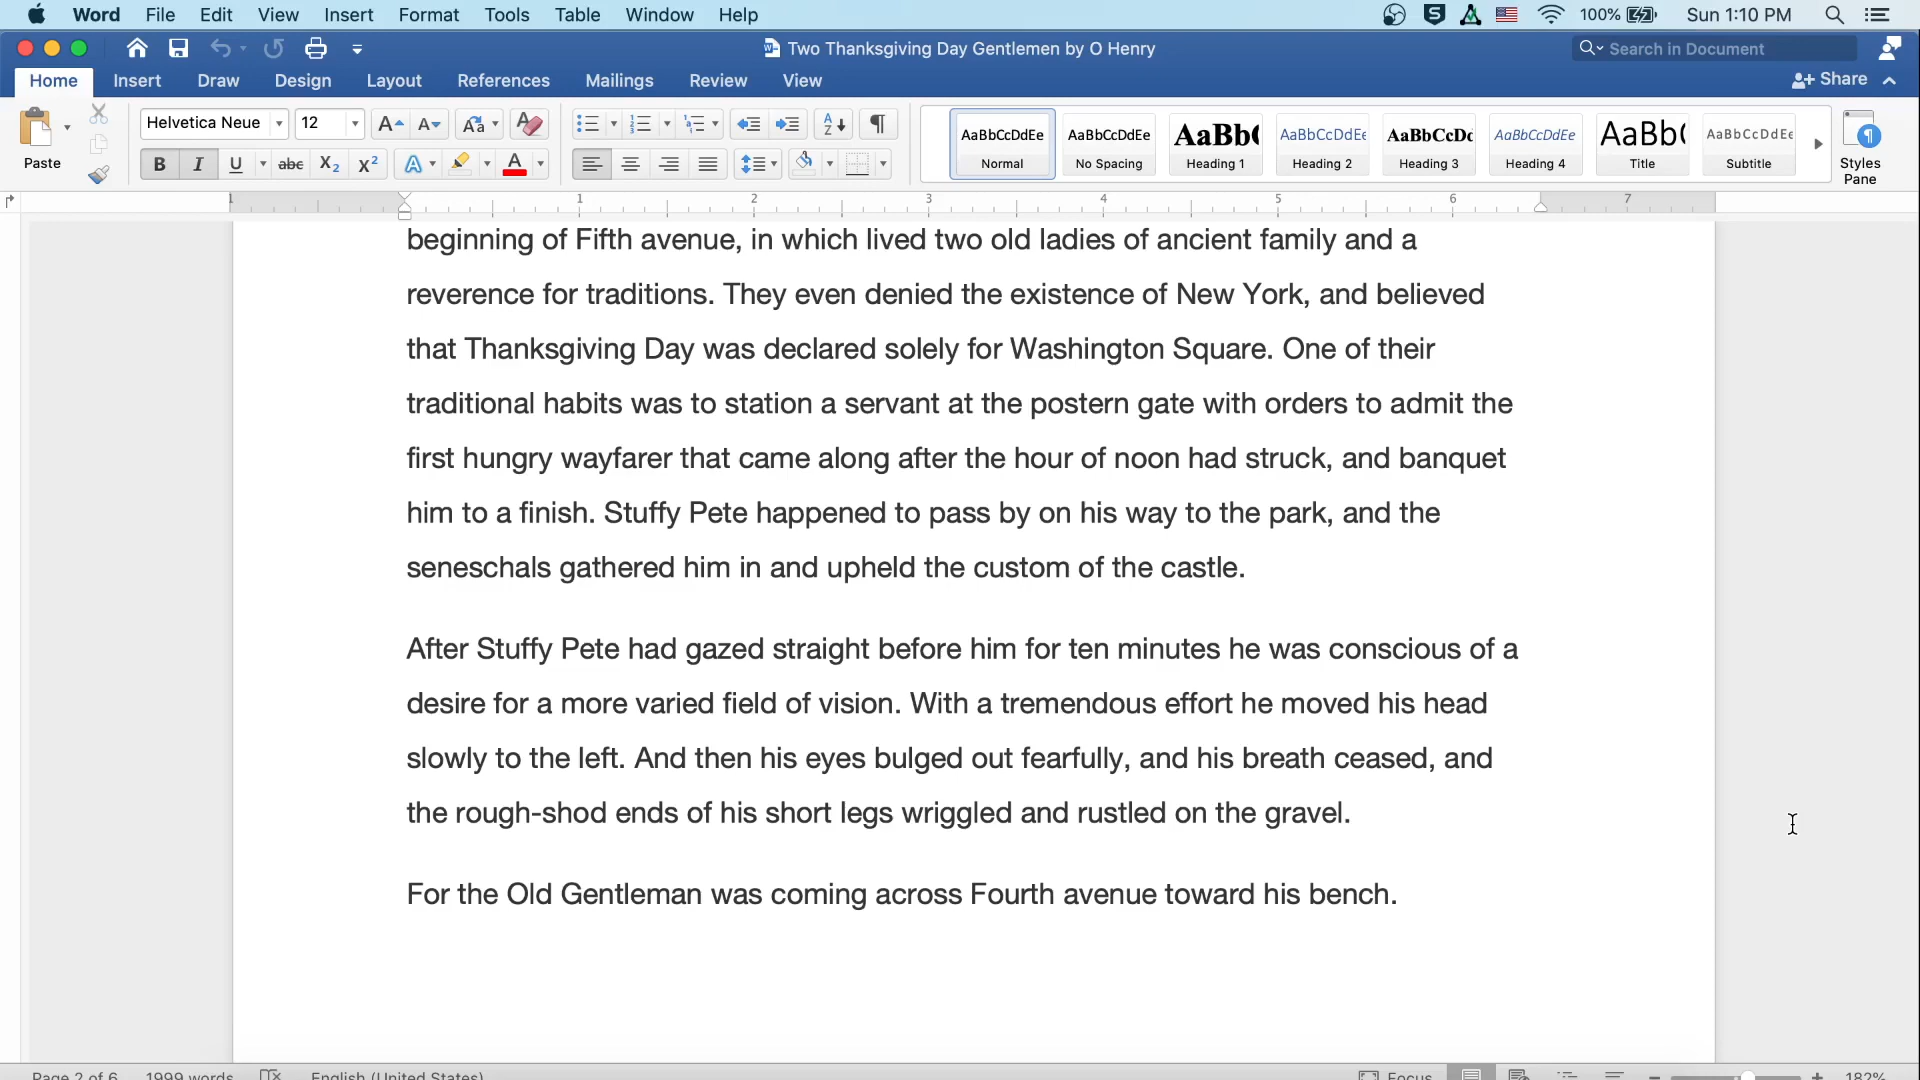 Word File Edit View Insert Format Tools Table Window Help 100% Sun 1:10 PM
Two Thanksgiving Day Gentlemen by O Henry Search in Document
Home Insert Draw Design Layout References Mailings Review View Share
Paste Helvetica Neue 12 AaBbCcDdEe AaBbCcDdEe AaBb( AaBbCcDdEe AaBbCcDc AaBbCcDdEe AaBb( AaBbCcDdEe
Normal No Spacing Heading 1 Heading 2 Heading 3 Heading 4 Title Subtitle Styles Pane
B I U abc X₂ X² A A
1 1 2 3 4 5 6 7
beginning of Fifth avenue, in which lived two old ladies of ancient family and a
reverence for traditions. They even denied the existence of New York, and believed
that Thanksgiving Day was declared solely for Washington Square. One of their
traditional habits was to station a servant at the postern gate with orders to admit the
first hungry wayfarer that came along after the hour of noon had struck, and banquet
him to a finish. Stuffy Pete happened to pass by on his way to the park, and the
seneschals gathered him in and upheld the custom of the castle.
After Stuffy Pete had gazed straight before him for ten minutes he was conscious of a
desire for a more varied field of vision. With a tremendous effort he moved his head
slowly to the left. And then his eyes bulged out fearfully, and his breath ceased, and
the rough-shod ends of his short legs wriggled and rustled on the gravel.
For the Old Gentleman was coming across Fourth avenue toward his bench.
Page 2 of 6 1999 words English (United States) Focus 182%